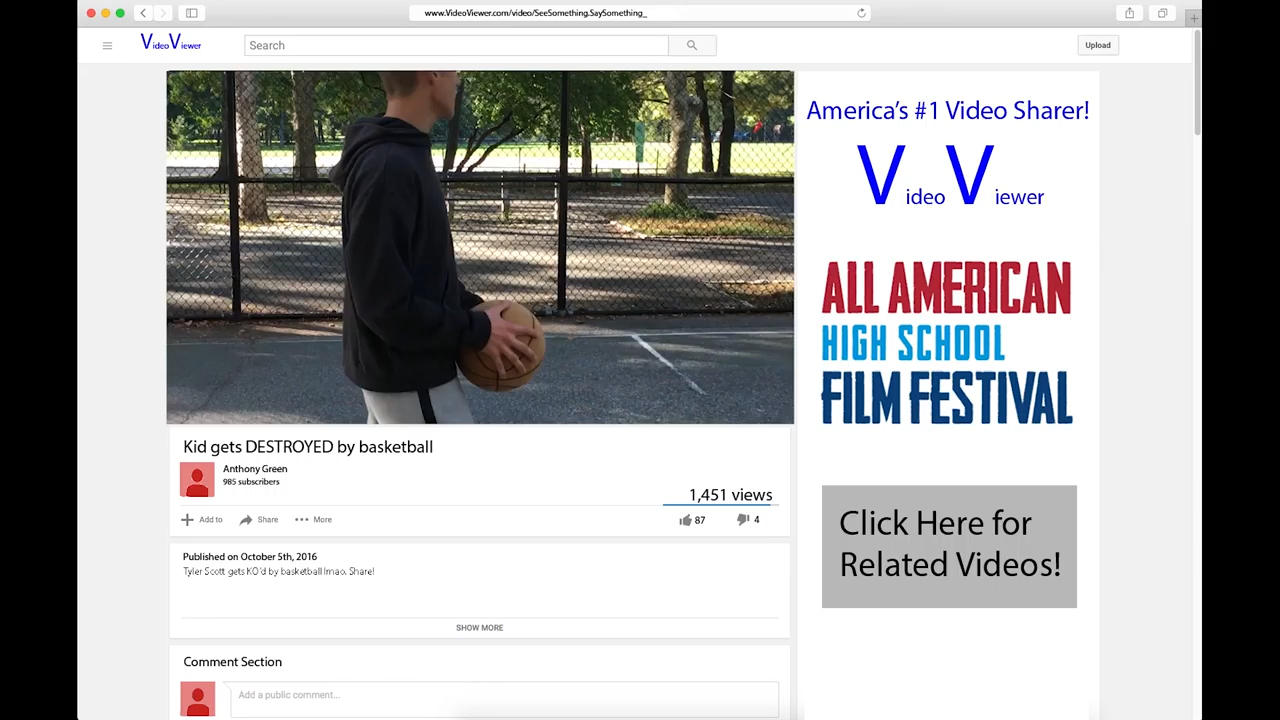 www.VideoViewer.com/video/SeeSomething.SaySomething_
VideoViewer
Search
Upload
America's #1 Video Sharer!
VideoViewer
ALL AMERICAN
HIGH SCHOOL
FILM FESTIVAL
Click Here for
Related Videos!
Kid gets DESTROYED by basketball
Anthony Green
985 subscribers
1,451 views
Add to
Share
More
87
4
Published on October 5th, 2016
Tyler Scott gets KO'd by basketball lmao. Share!
SHOW MORE
Comment Section
Add a public comment...